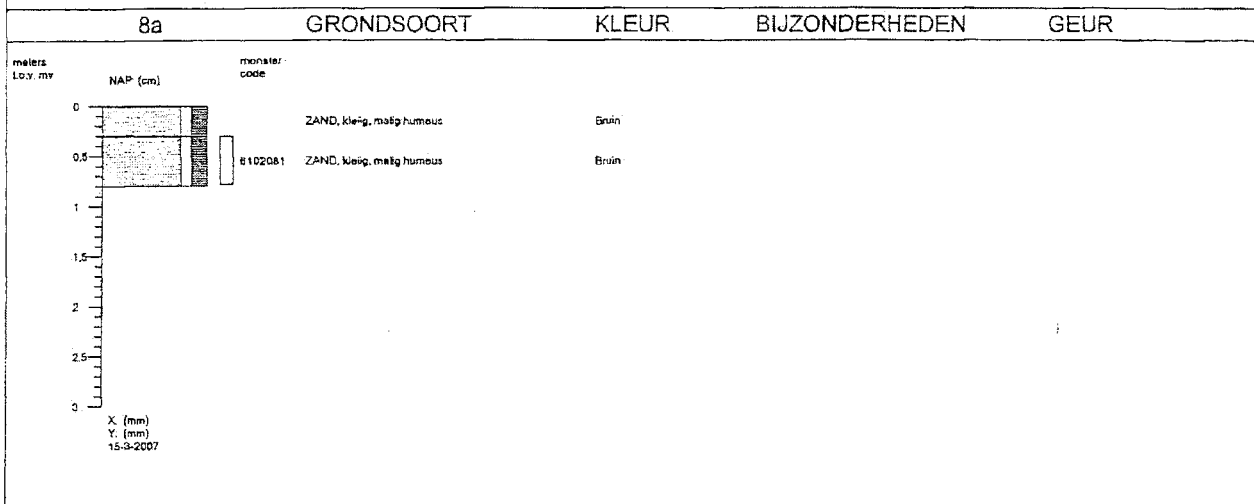 8a GRONDSOORT KLEUR BIJZONDERHEDEN GEUR
meters monster
t.o.v. mv NAP: (cm) code
0 ZAND, kleiig, matig humeus Bruin
0,5 6102081 ZAND, kleiig, matig humeus Bruin
1
1,5
2
2,5
3
X: (mm)
Y: (mm)
15-3-2007